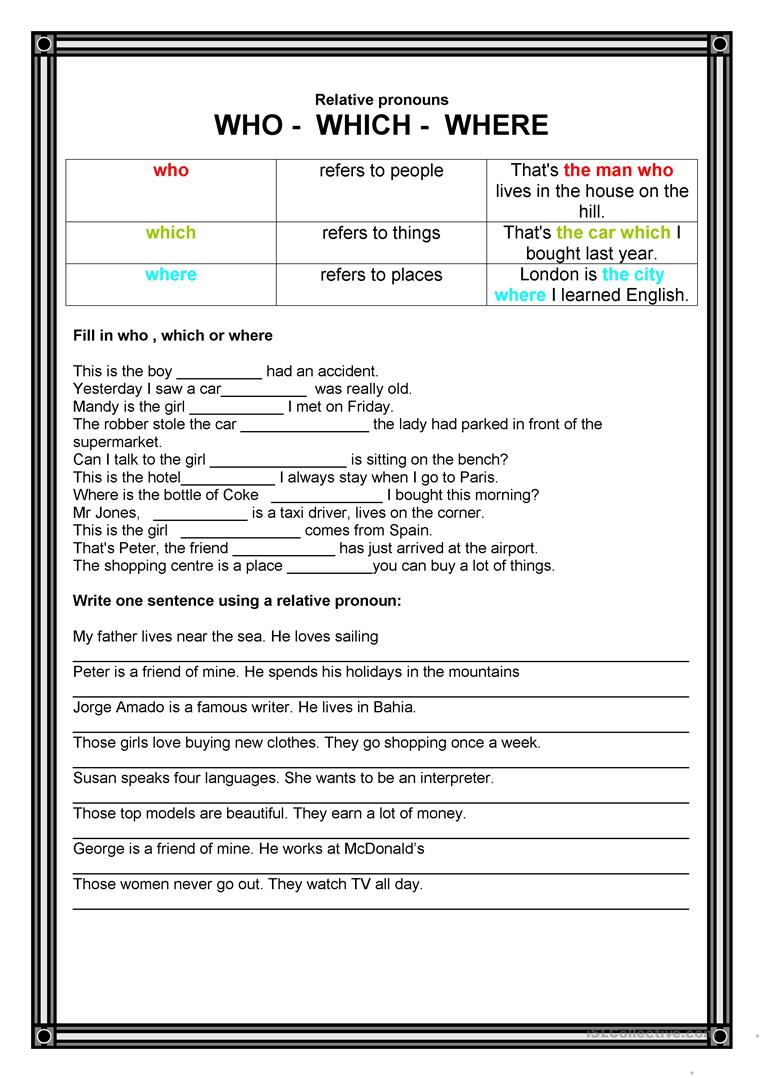 Relative pronouns
WHO - WHICH - WHERE
who refers to people That's the man who
lives in the house on the
hill.
which refers to things That's the car which I
bought last year.
where refers to places London is the city
where I learned English.
Fill in who , which or where
This is the boy __________ had an accident.
Yesterday I saw a car__________ was really old.
Mandy is the girl ___________ I met on Friday.
The robber stole the car _______________ the lady had parked in front of the
supermarket.
Can I talk to the girl ________________ is sitting on the bench?
This is the hotel___________ I always stay when I go to Paris.
Where is the bottle of Coke _____________ I bought this morning?
Mr Jones, ___________ is a taxi driver, lives on the corner.
This is the girl ______________ comes from Spain.
That's Peter, the friend ____________ has just arrived at the airport.
The shopping centre is a place __________you can buy a lot of things.
Write one sentence using a relative pronoun:
My father lives near the sea. He loves sailing
Peter is a friend of mine. He spends his holidays in the mountains
Jorge Amado is a famous writer. He lives in Bahia.
Those girls love buying new clothes. They go shopping once a week.
Susan speaks four languages. She wants to be an interpreter.
Those top models are beautiful. They earn a lot of money.
George is a friend of mine. He works at McDonald's
Those women never go out. They watch TV all day.
iSLCollective.com